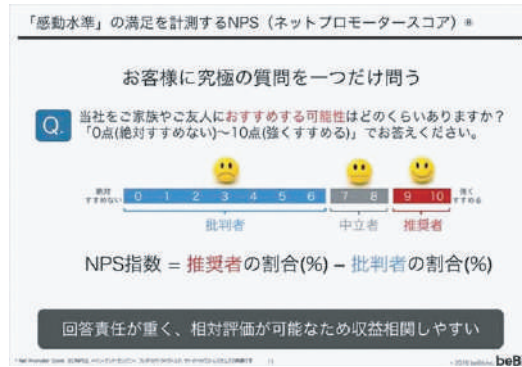 「感動水準」の満足を計測するNPS（ネットプロモータースコア）※
お客様に究極の質問を一つだけ問う
Q.
当社をご家族やご友人におすすめする可能性はどのくらいありますか？
「0点(絶対すすめない)〜10点(強くすすめる)」でお答えください。
絶対
すすめない
0 1 2 3 4 5 6 7 8 9 10
強く
すすめる
批判者 中立者 推奨者
NPS指数 = 推奨者の割合(%) − 批判者の割合(%)
回答責任が重く、相対評価が可能なため収益相関しやすい
beB